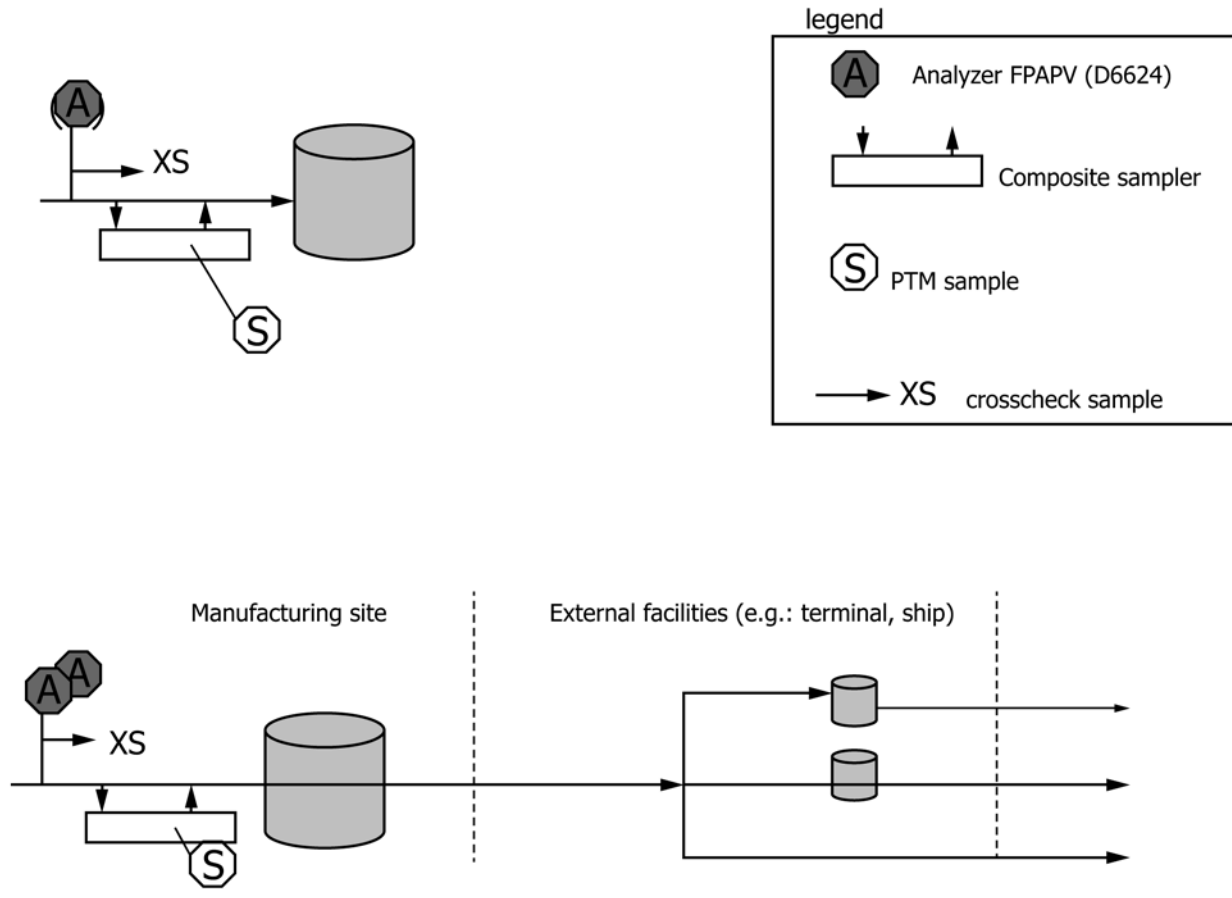 legend
A
Analyzer FPAPV (D6624)
A
XS
Composite sampler
S
PTM sample
S
XS
crosscheck sample
Manufacturing site
External facilities (e.g.: terminal, ship)
A
A
XS
S